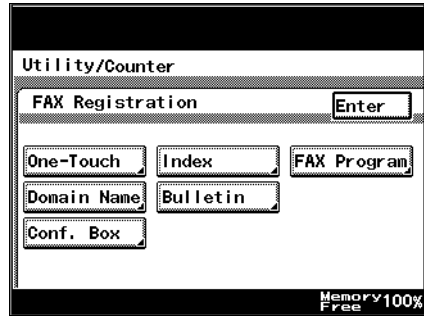 Utility/Counter
FAX Registration Enter
One-Touch Index FAX Program
Domain Name Bulletin
Conf. Box
Memory Free 100%